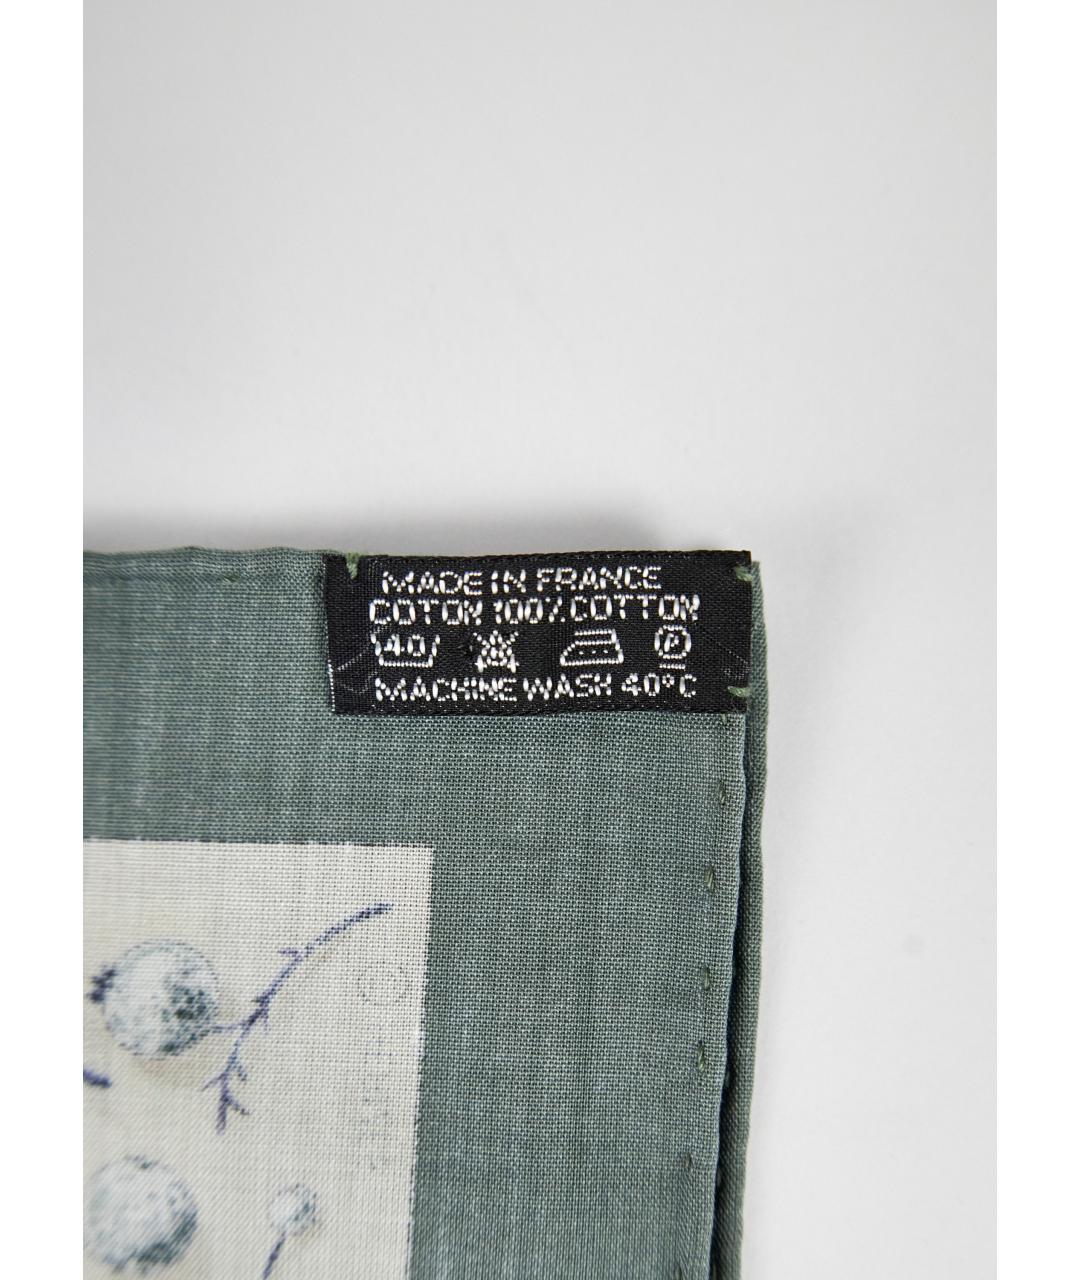 MADE IN FRANCE
COTON 100% COTTON
40 P
MACHINE WASH 40°C